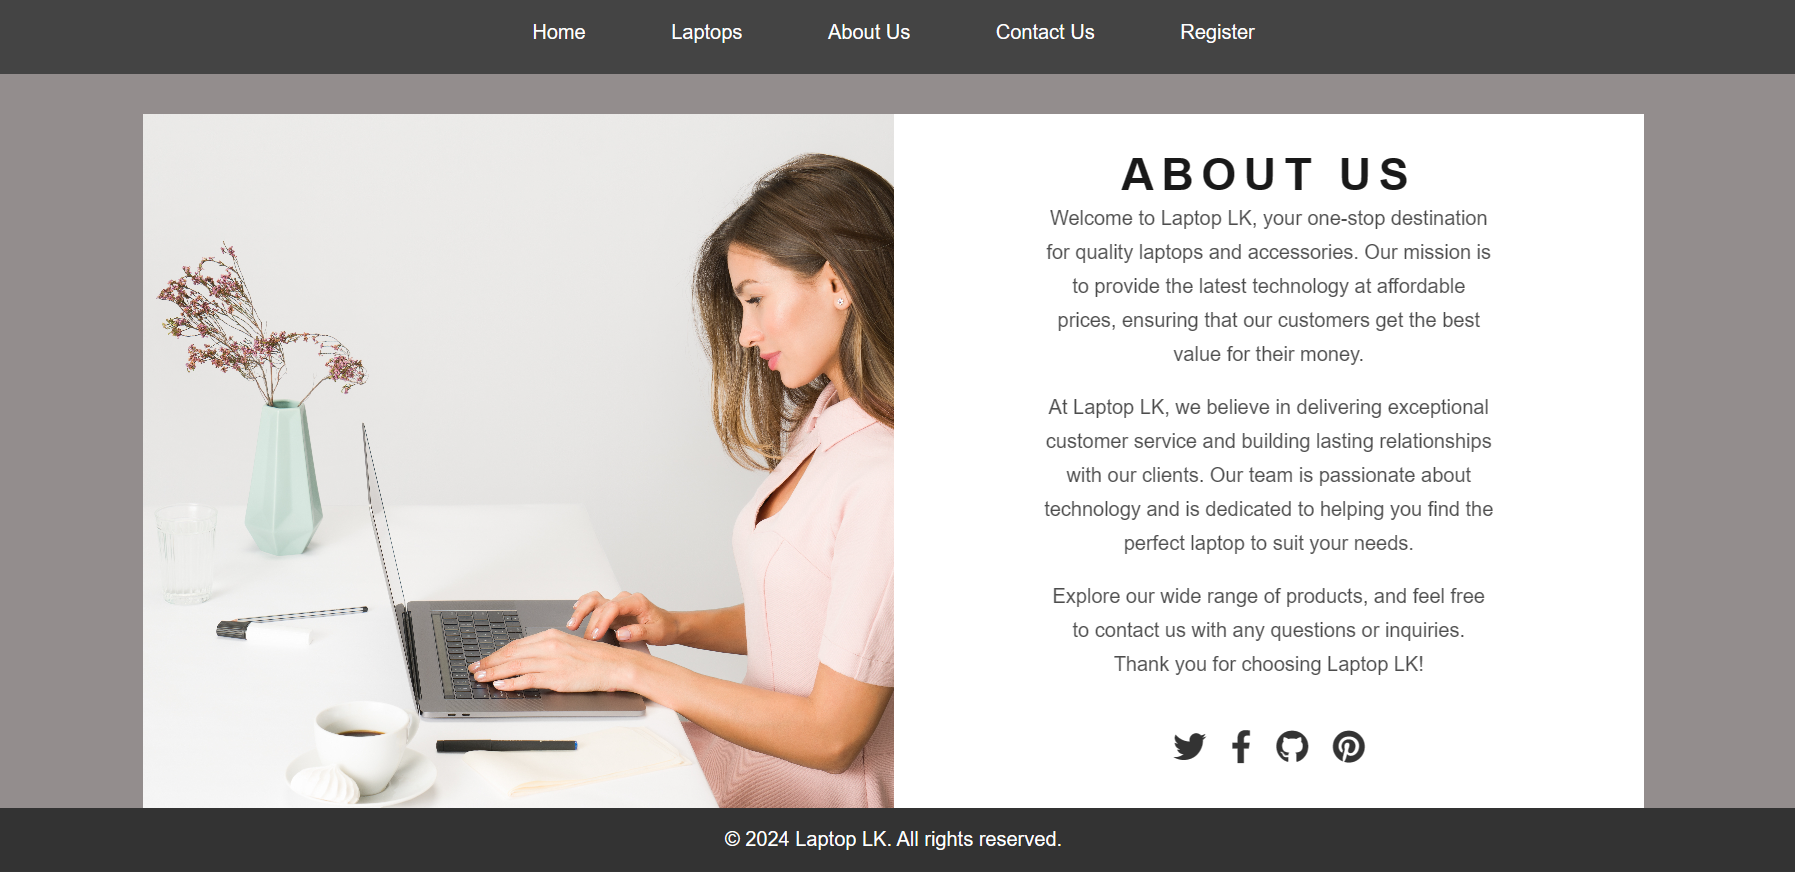 Home Laptops About Us Contact Us Register
ABOUT US
Welcome to Laptop LK, your one-stop destination
for quality laptops and accessories. Our mission is
to provide the latest technology at affordable
prices, ensuring that our customers get the best
value for their money.
At Laptop LK, we believe in delivering exceptional
customer service and building lasting relationships
with our clients. Our team is passionate about
technology and is dedicated to helping you find the
perfect laptop to suit your needs.
Explore our wide range of products, and feel free
to contact us with any questions or inquiries.
Thank you for choosing Laptop LK!
© 2024 Laptop LK. All rights reserved.